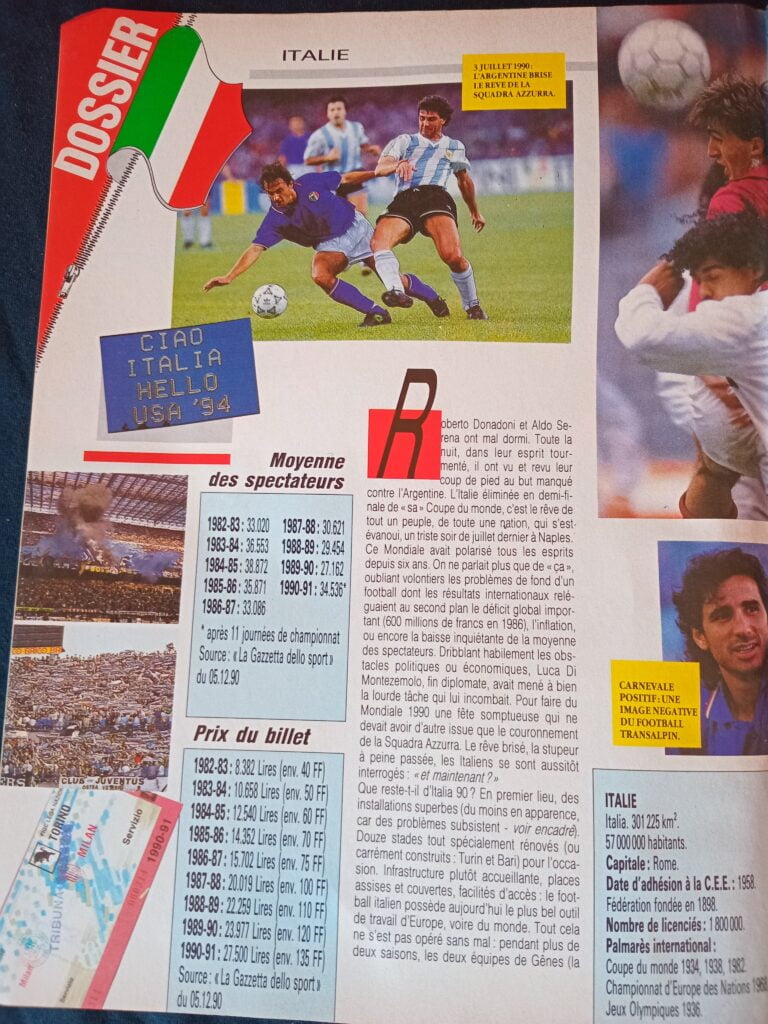 DOSSIER
ITALIE
3 JUILLET 1990 :
L'ARGENTINE BRISE
LE REVE DE LA
SQUADRA AZZURRA.
CIAO
ITALIA
HELLO
USA '94
Moyenne
des spectateurs
1982-83 : 33.020 1987-88 : 30.621
1983-84 : 36.553 1988-89 : 29.454
1984-85 : 38.872 1989-90 : 27.162
1985-86 : 35.871 1990-91 : 34.536*
1986-87 : 33.086
* après 11 journées de championnat
Source : « La Gazzetta dello sport »
du 05.12.90
CLUB JUVENTUS
Prix du billet
1982-83 : 8.382 Lires (env. 40 FF)
1983-84 : 10.658 Lires (env. 50 FF)
1984-85 : 12.540 Lires (env. 60 FF)
1985-86 : 14.352 Lires (env. 70 FF)
1986-87 : 15.702 Lires (env. 75 FF)
1987-88 : 20.019 Lires (env. 100 FF)
1988-89 : 22.259 Lires (env. 110 FF)
1989-90 : 23.977 Lires (env. 120 FF)
1990-91 : 27.500 Lires (env. 135 FF)
Source : « La Gazzetta dello sport »
du 05.12.90
TORINO
MILAN
Servizio
1990-91
TRIBUNA
Roberto Donadoni et Aldo Se-
rena ont mal dormi. Toute la
nuit, dans leur esprit tour-
menté, il ont vu et revu leur
coup de pied au but manqué
contre l'Argentine. L'Italie éliminée en demi-fi-
nale de « sa » Coupe du monde, c'est le rêve de
tout un peuple, de toute une nation, qui s'est-
évanoui, un triste soir de juillet dernier à Naples.
Ce Mondiale avait polarisé tous les esprits
depuis six ans. On ne parlait plus que de « ça »,
oubliant volontiers les problèmes de fond d'un
football dont les résultats internationaux relé-
guaient au second plan le déficit global impor-
tant (600 millions de francs en 1986), l'inflation,
ou encore la baisse inquiétante de la moyenne
des spectateurs. Dribblant habilement les obs-
tacles politiques ou économiques, Luca Di
Montezemolo, fin diplomate, avait mené à bien
la lourde tâche qui lui incombait. Pour faire du
Mondiale 1990 une fête somptueuse qui ne
devait avoir d'autre issue que le couronnement
de la Squadra Azzurra. Le rêve brisé, la stupeur
à peine passée, les Italiens se sont aussitôt
interrogés : « et maintenant ? »
Que reste-t-il d'Italia 90 ? En premier lieu, des
installations superbes (du moins en apparence,
car des problèmes subsistent - voir encadré).
Douze stades tout spécialement rénovés (ou
carrément construits : Turin et Bari) pour l'occa-
sion. Infrastructure plutôt accueillante, places
assises et couvertes, facilités d'accès : le foot-
ball italien possède aujourd'hui le plus bel outil
de travail d'Europe, voire du monde. Tout cela
ne s'est pas opéré sans mal : pendant plus de
deux saisons, les deux équipes de Gênes (la
CARNEVALE
POSITIF : UNE
IMAGE NEGATIVE
DU FOOTBALL
TRANSALPIN.
ITALIE
Italia. 301 225 km².
57 000 000 habitants.
Capitale : Rome.
Date d'adhésion à la C.E.E. : 1958.
Fédération fondée en 1898.
Nombre de licenciés : 1 800 000.
Palmarès international :
Coupe du monde 1934, 1938, 1982.
Championnat d'Europe des Nations 1968.
Jeux Olympiques 1936.